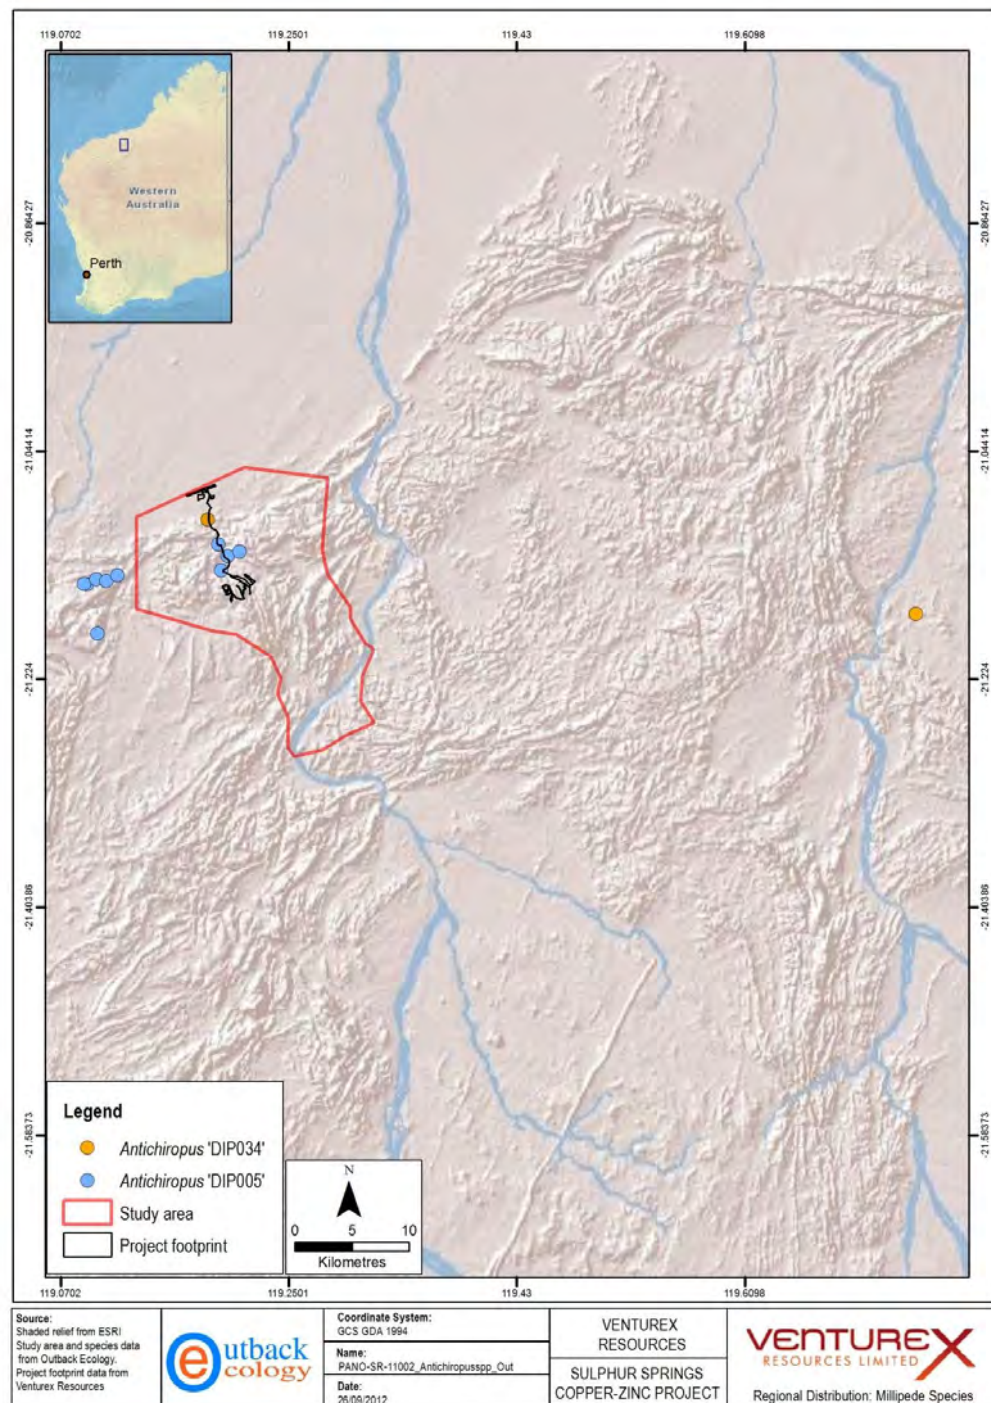 119.0702 119.2501 119.43 119.6098
Western
Australia
Perth
-20.86427 -20.86427
-21.04414 -21.04414
-21.224 -21.224
-21.40386 -21.40386
-21.58373 -21.58373
Legend
Antichiropus 'DIP034'
Antichiropus 'DIP005'
Study area
Project footprint
N
0 5 10
Kilometres
119.0702 119.2501 119.43 119.6098
Source:
Shaded relief from ESRI
Study area and species data
from Outback Ecology.
Project footprint data from
Venturex Resources
Outback
ecology
Coordinate System:
GCS GDA 1994
Name:
PANO-SR-11002_Antichiropusspp_Out
Date:
26/09/2012
VENTUREX
RESOURCES
SULPHUR SPRINGS
COPPER-ZINC PROJECT
VENTUREX
RESOURCES LIMITED
Regional Distribution: Millipede Species